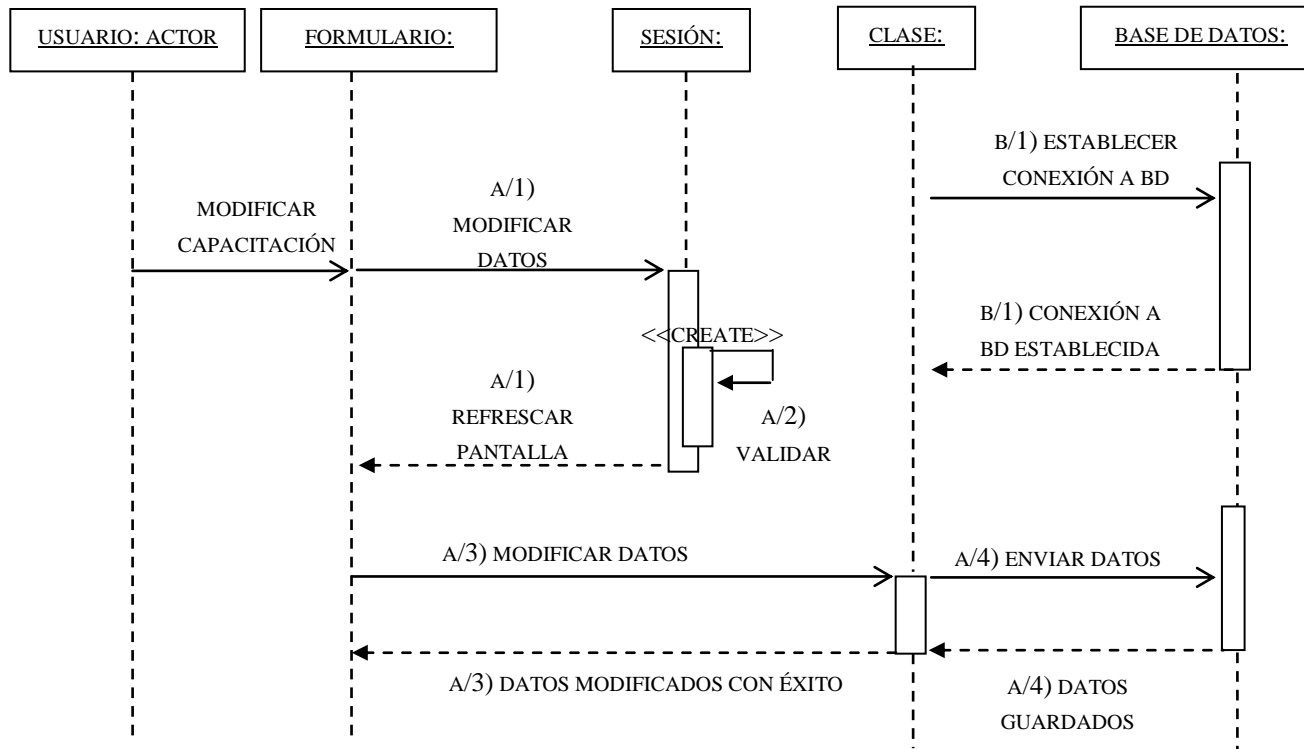 USUARIO: ACTOR
FORMULARIO:
SESIÓN:
CLASE:
BASE DE DATOS:
B/1) ESTABLECER
CONEXIÓN A BD
MODIFICAR
CAPACITACIÓN
A/1)
MODIFICAR
DATOS
<<CREATE>>
B/1) CONEXIÓN A
BD ESTABLECIDA
A/1)
REFRESCAR
PANTALLA
A/2)
VALIDAR
A/3) MODIFICAR DATOS
A/4) ENVIAR DATOS
A/3) DATOS MODIFICADOS CON ÉXITO
A/4) DATOS
GUARDADOS